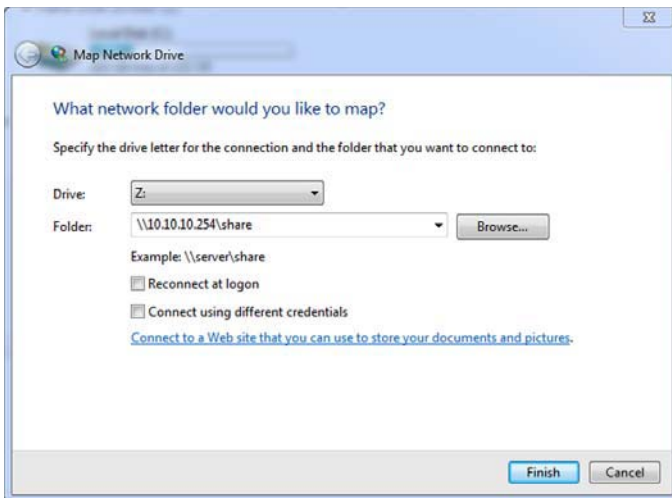 Map Network Drive
What network folder would you like to map?
Specify the drive letter for the connection and the folder that you want to connect to:
Drive: Z:
Folder: \\10.10.10.254\share Browse...
Example: \\server\share
Reconnect at logon
Connect using different credentials
Connect to a Web site that you can use to store your documents and pictures.
Finish Cancel